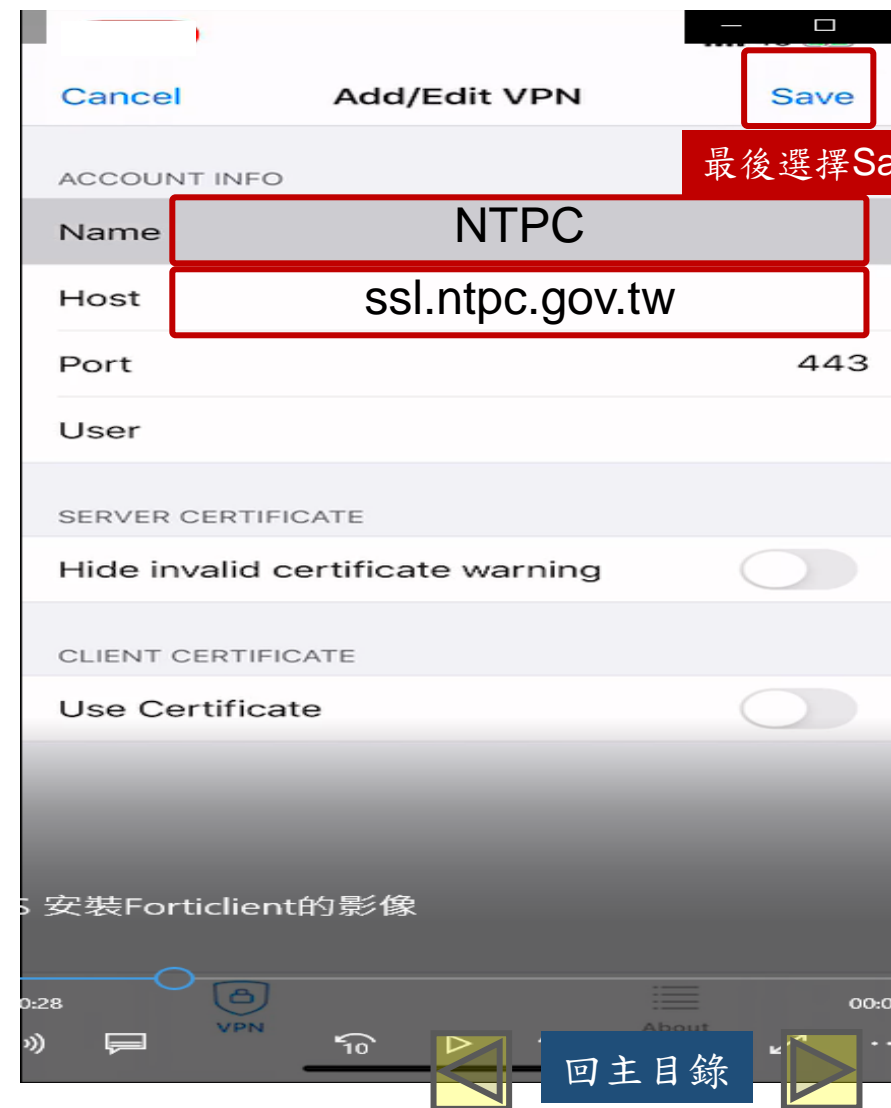 Cancel Add/Edit VPN Save
最後選擇Sa
ACCOUNT INFO
Name NTPC
Host ssl.ntpc.gov.tw
Port 443
User
SERVER CERTIFICATE
Hide invalid certificate warning
CLIENT CERTIFICATE
Use Certificate
S 安裝Forticlient的影像
0:28 00:0
VPN About
10
回主目錄